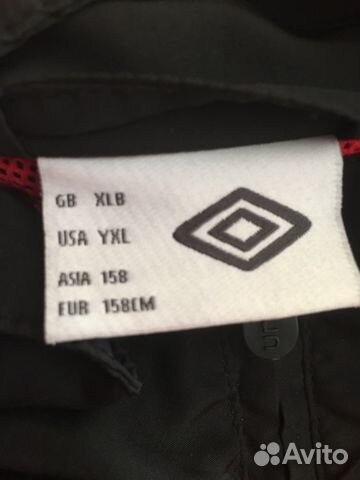 GB XLB
USA YXL
ASIA 158
EUR 158CM
Avito